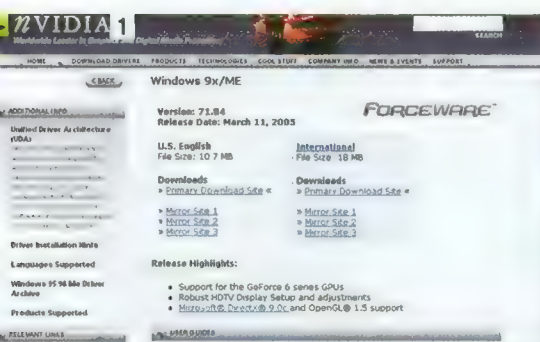 nVIDIA 1
Worldwide Leader in Graphics and Digital Media Processors
SEARCH
HOME DOWNLOAD DRIVERS PRODUCTS TECHNOLOGIES COOL STUFF COMPANY INFO NEWS & EVENTS SUPPORT
< BACK
Windows 9x/ME
ADDITIONAL INFO
Unified Driver Architecture
(UDA)
Driver Installation Hints
Languages Supported
Windows 95 98 Me Driver
Archive
Products Supported
RELEVANT LINKS
Version: 71.84
Release Date: March 11, 2005
FORCEWARE™
U.S. English
File Size: 10 7 MB
Downloads
» Primary Download Site «
» Mirror Site 1
» Mirror Site 2
» Mirror Site 3
International
File Size 18 MB
Downloads
» Primary Download Site «
» Mirror Site 1
» Mirror Site 2
» Mirror Site 3
Release Highlights:
• Support for the GeForce 6 series GPUs
• Robust HDTV Display Setup and adjustments
• Microsoft® DirectX® 9.0c and OpenGL® 1.5 support
USER GUIDES